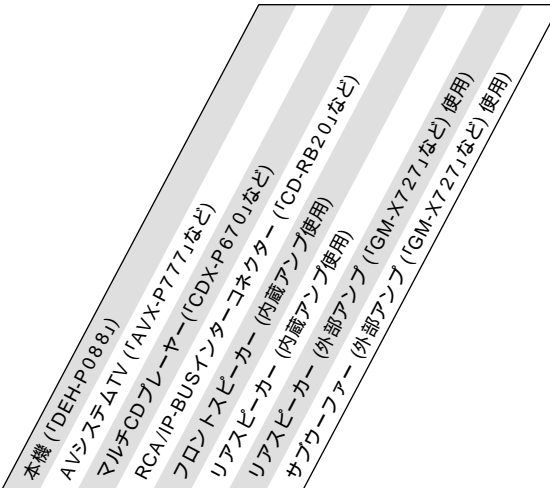 本機 (「DEH-P088」)
AVシステムTV (「AVX-P777」など)
マルチCDプレーヤー(「CDX-P670」など)
RCA/IP-BUSインターコネクター (「CD-RB20」など)
フロントスピーカー (内蔵アンプ使用)
リアスピーカー (内蔵アンプ使用)
リアスピーカー (外部アンプ (「GM-X727」など) 使用)
サブウーファー (外部アンプ (「GM-X727」など) 使用)